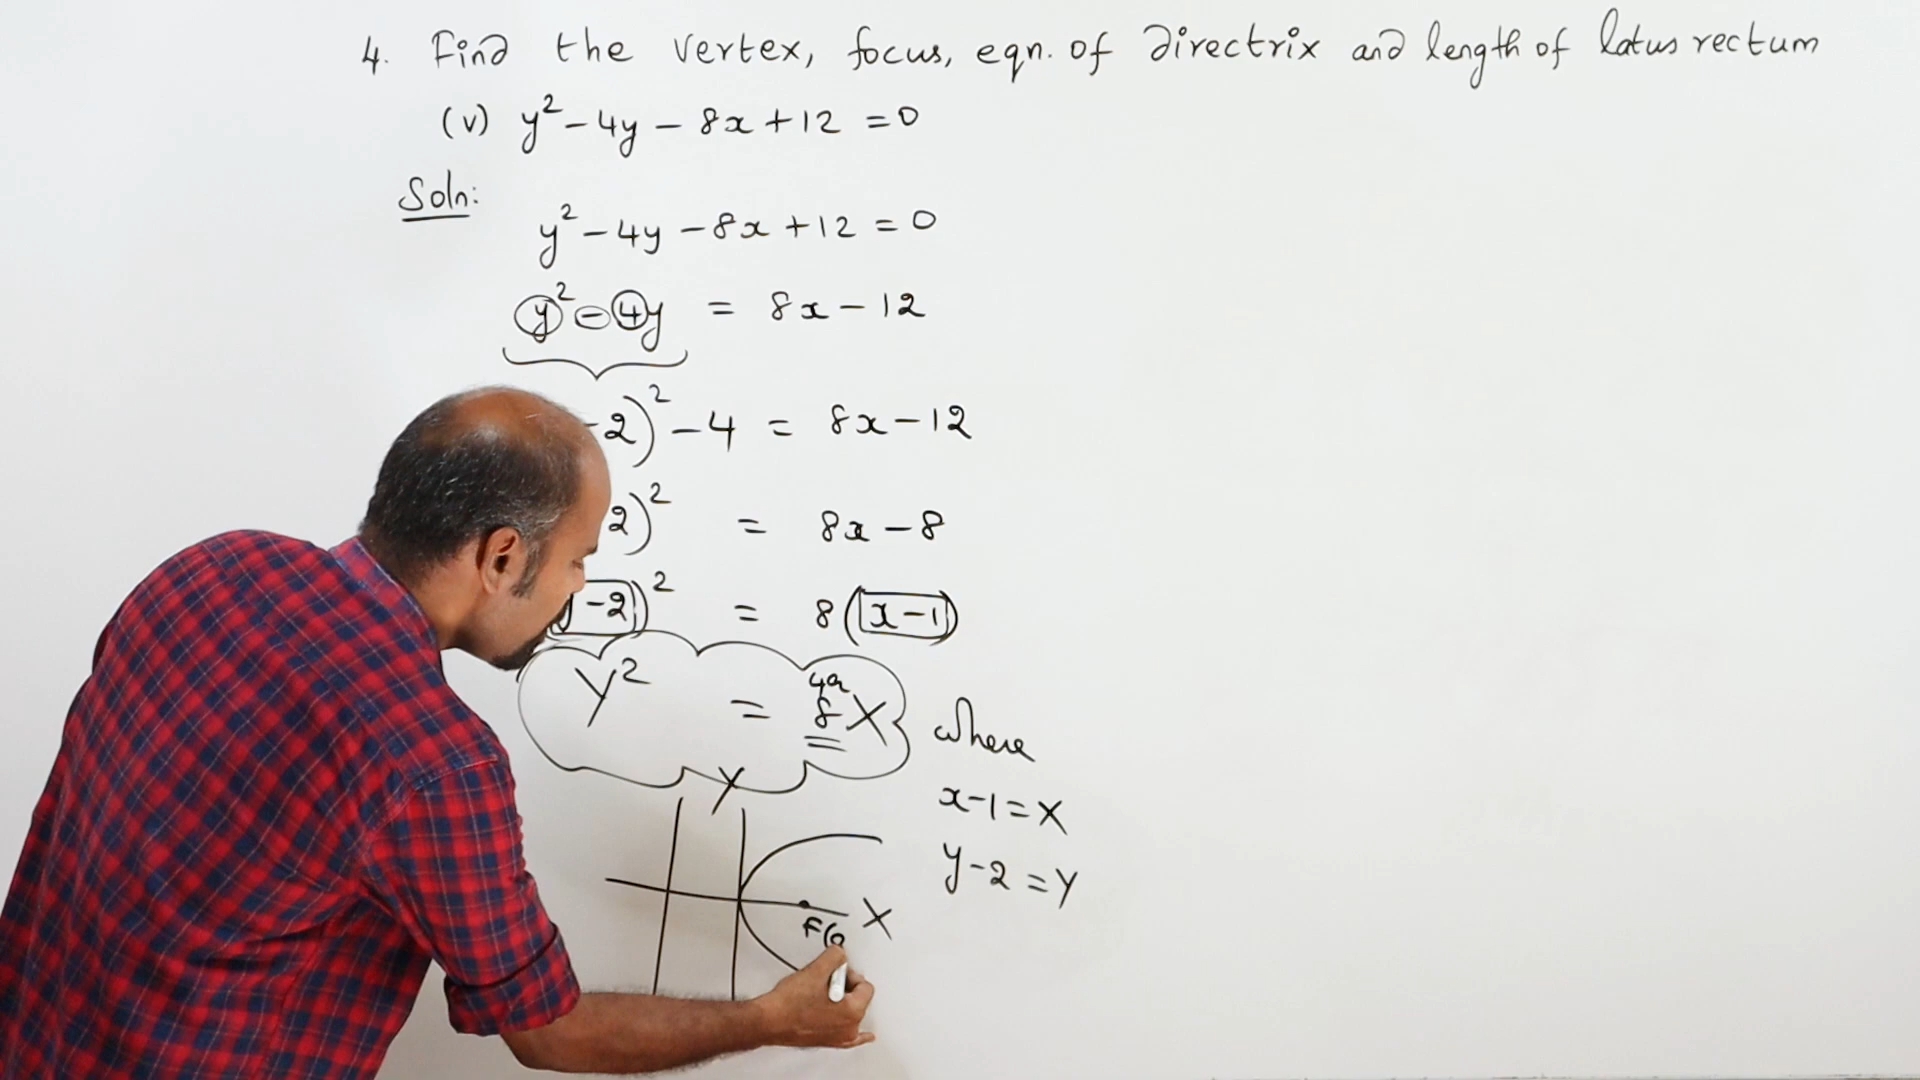 4. Find the vertex, focus, eqn. of directrix and length of latus rectum
(v) y² - 4y - 8x + 12 = 0
Soln:
y² - 4y - 8x + 12 = 0
y² - 4y = 8x - 12
-2)² - 4 = 8x - 12
2)² = 8x - 8
-2)² = 8(x - 1)
4a
Y² = 8X where
x-1 = X
y-2 = Y
Y
X
F(